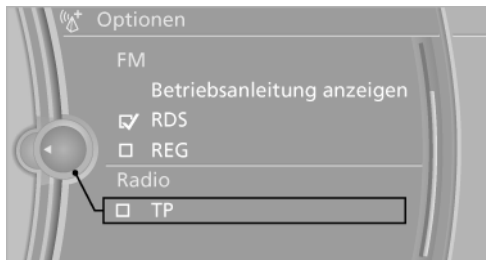 Optionen
FM
Betriebsanleitung anzeigen
RDS
REG
Radio
TP